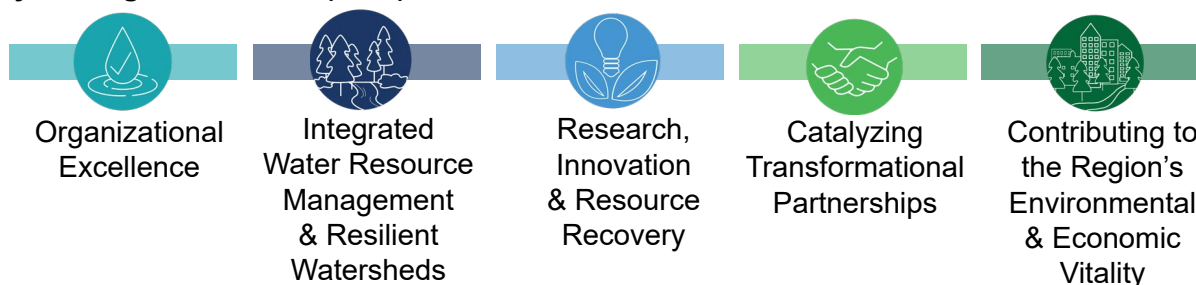 Organizational
Excellence
Integrated
Water Resource
Management
& Resilient
Watersheds
Research,
Innovation
& Resource
Recovery
Catalyzing
Transformational
Partnerships
Contributing to
the Region's
Environmental
& Economic
Vitality